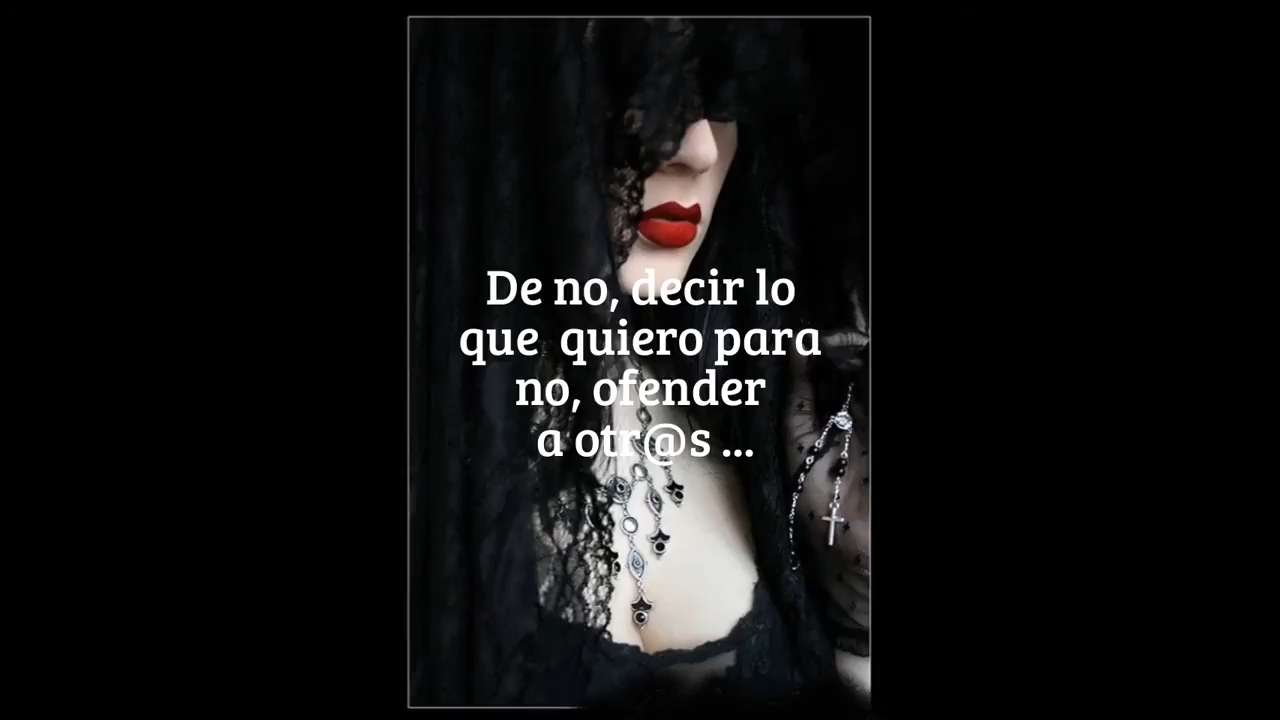 De no, decir lo
que quiero para
no, ofender
a otr@s ...